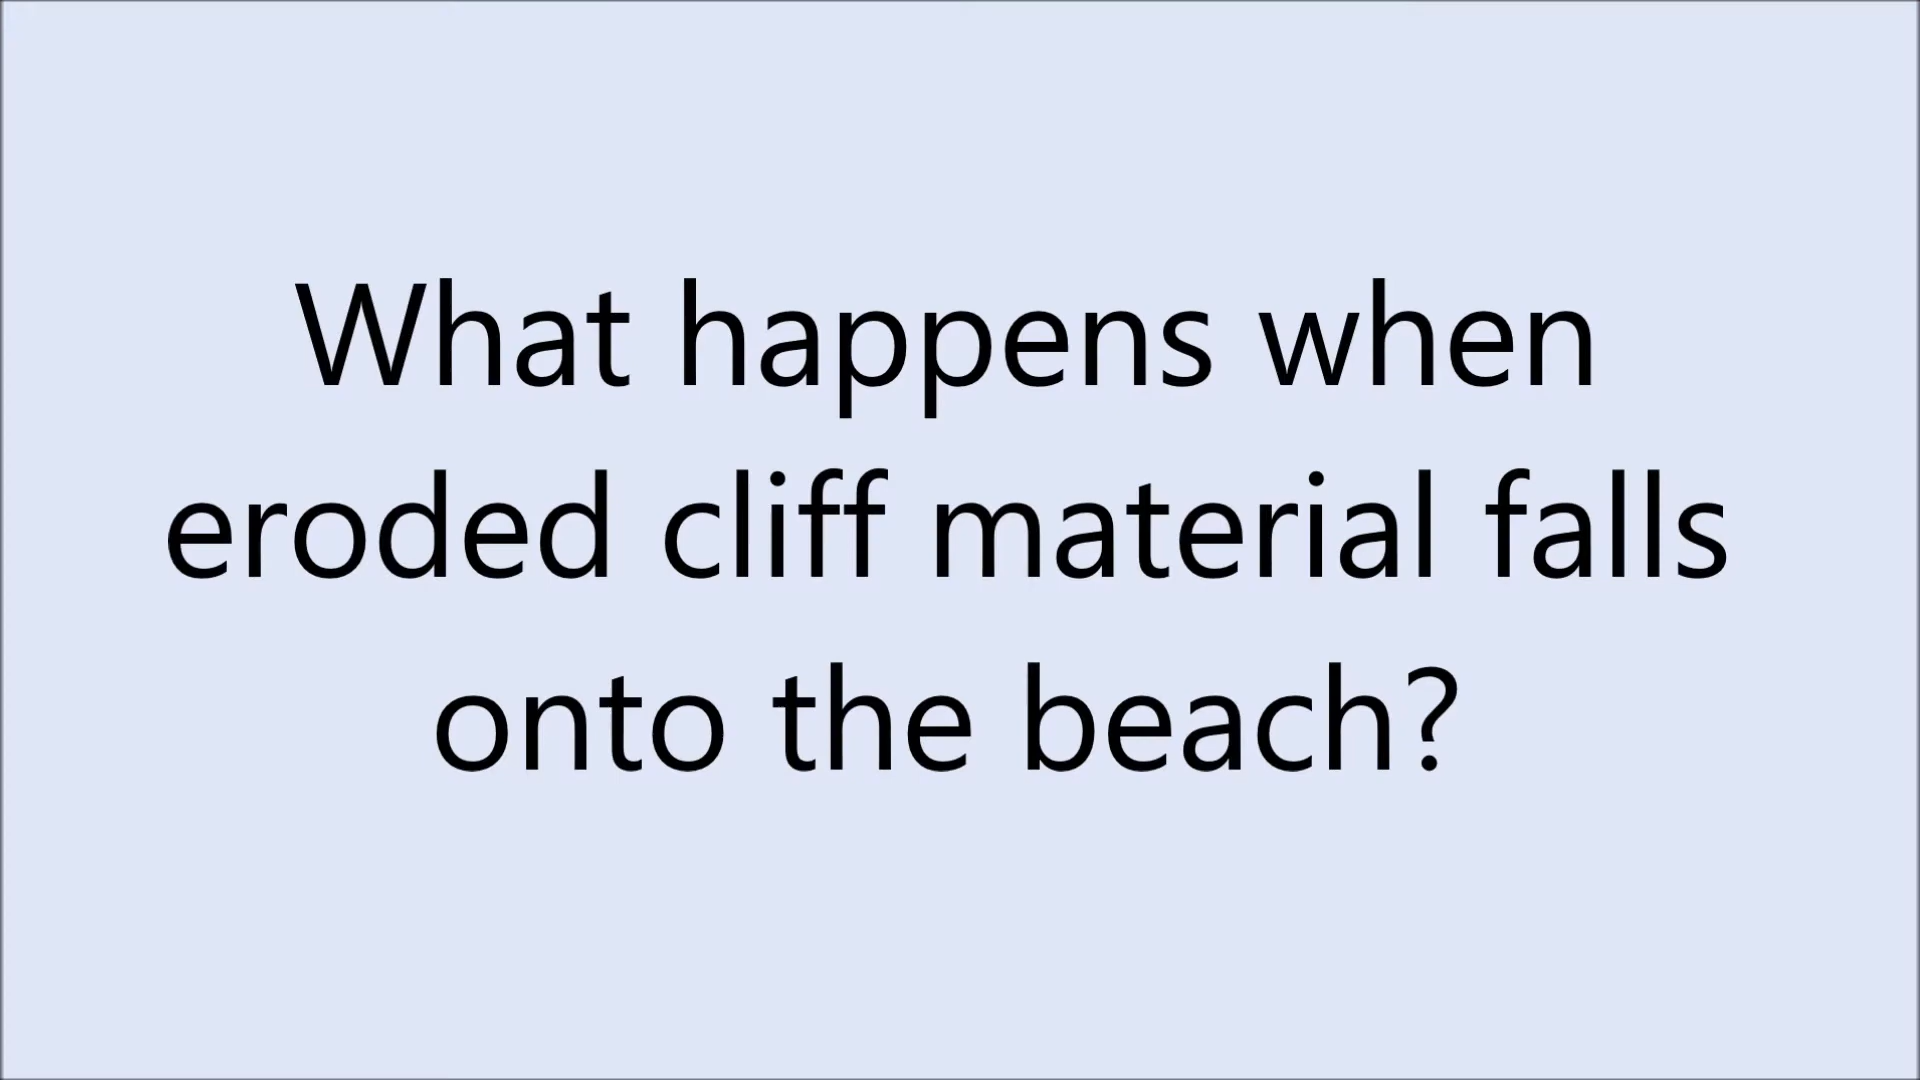 What happens when
eroded cliff material falls
onto the beach?